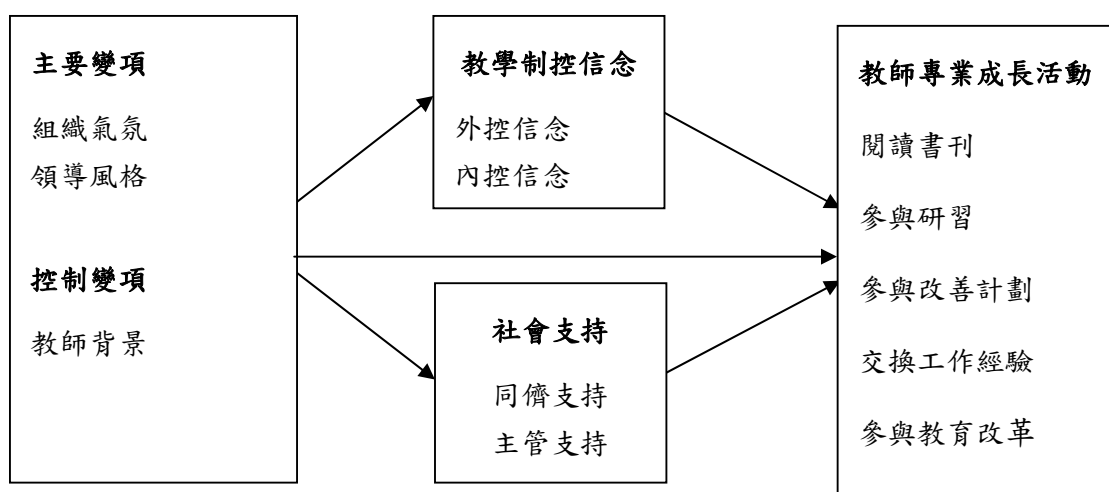 主要變項
組織氣氛
領導風格
控制變項
教師背景
教學制控信念
外控信念
內控信念
社會支持
同儕支持
主管支持
教師專業成長活動
閱讀書刊
參與研習
參與改善計劃
交換工作經驗
參與教育改革